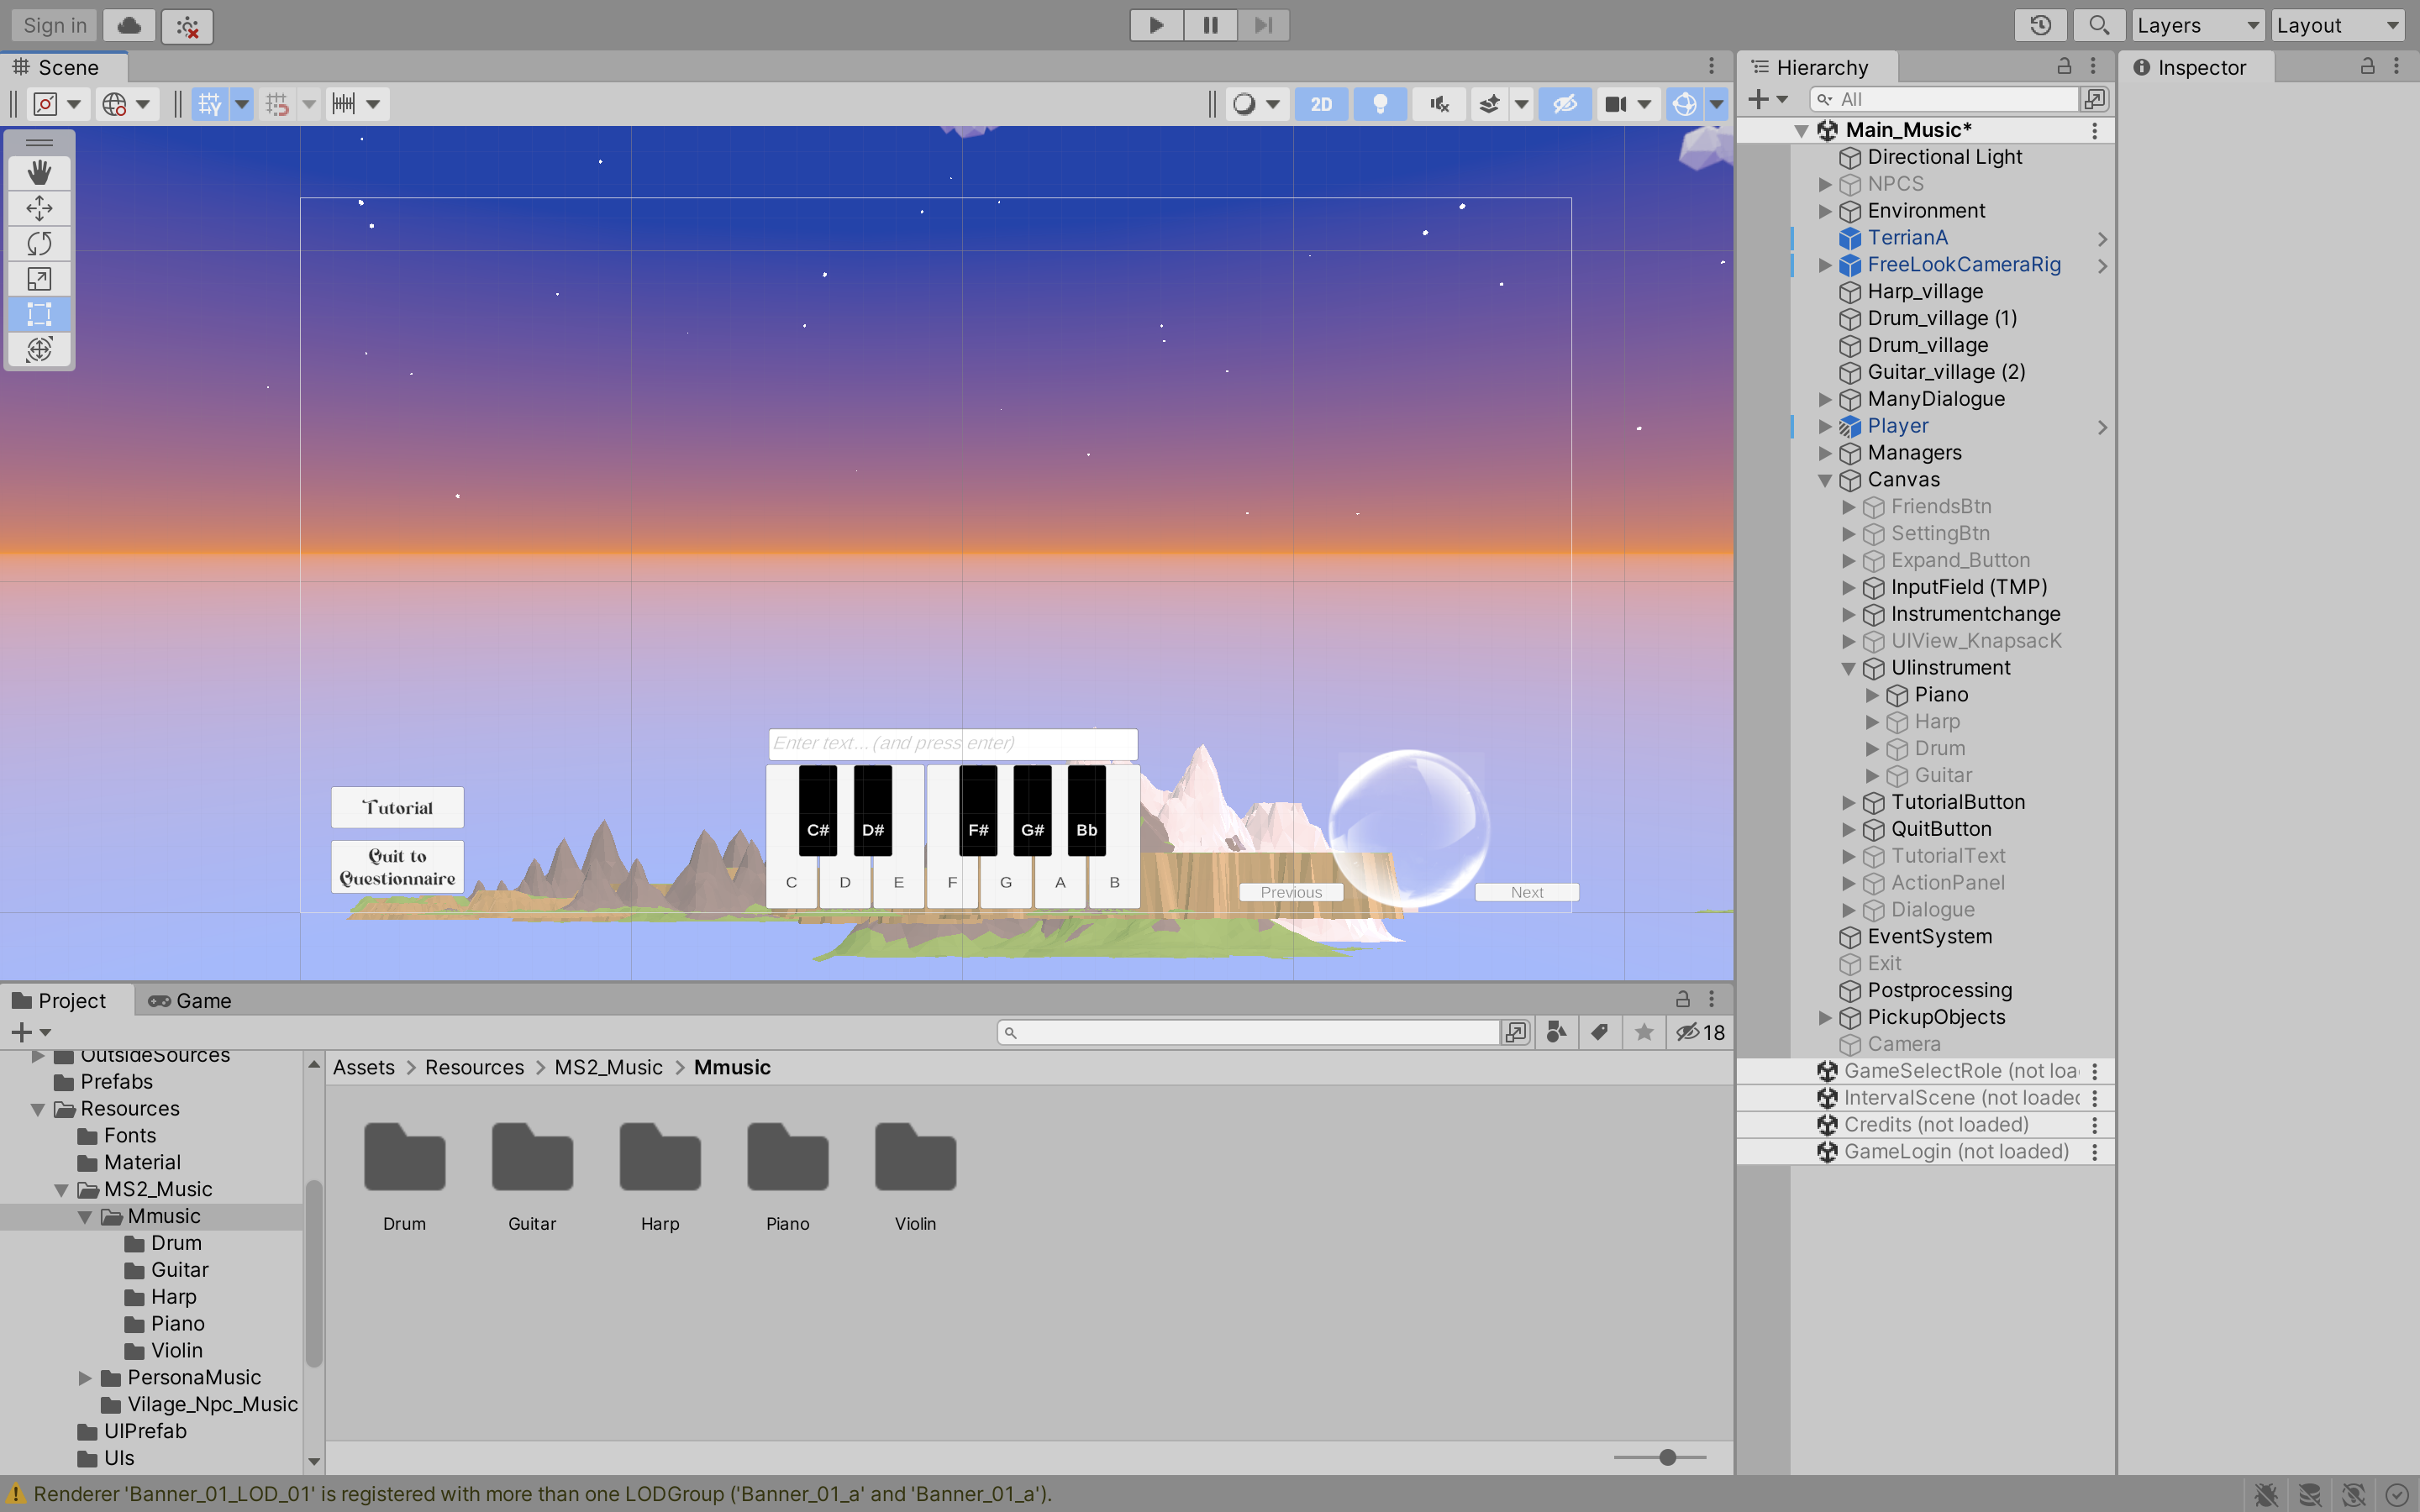 Sign in
Layers
Layout
Scene
2D
Tutorial
Quit to
Questionnaire
Enter text... (and press enter)
C#
D#
F#
G#
Bb
C
D
E
F
G
A
B
Previous
Next
Hierarchy
All
Main_Music*
Directional Light
NPCS
Environment
TerrianA
FreeLookCameraRig
Harp_village
Drum_village (1)
Drum_village
Guitar_village (2)
ManyDialogue
Player
Managers
Canvas
FriendsBtn
SettingBtn
Expand_Button
InputField (TMP)
Instrumentchange
UIView_KnapsacK
UIinstrument
Piano
Harp
Drum
Guitar
TutorialButton
QuitButton
TutorialText
ActionPanel
Dialogue
EventSystem
Exit
Postprocessing
PickupObjects
Camera
GameSelectRole (not loa
IntervalScene (not loaded
Credits (not loaded)
GameLogin (not loaded)
Inspector
Project
Game
18
OutsideSources
Prefabs
Resources
Fonts
Material
MS2_Music
Mmusic
Drum
Guitar
Harp
Piano
Violin
PersonaMusic
Vilage_Npc_Music
UIPrefab
UIs
Assets > Resources > MS2_Music > Mmusic
Drum
Guitar
Harp
Piano
Violin
Renderer 'Banner_01_LOD_01' is registered with more than one LODGroup ('Banner_01_a' and 'Banner_01_a').